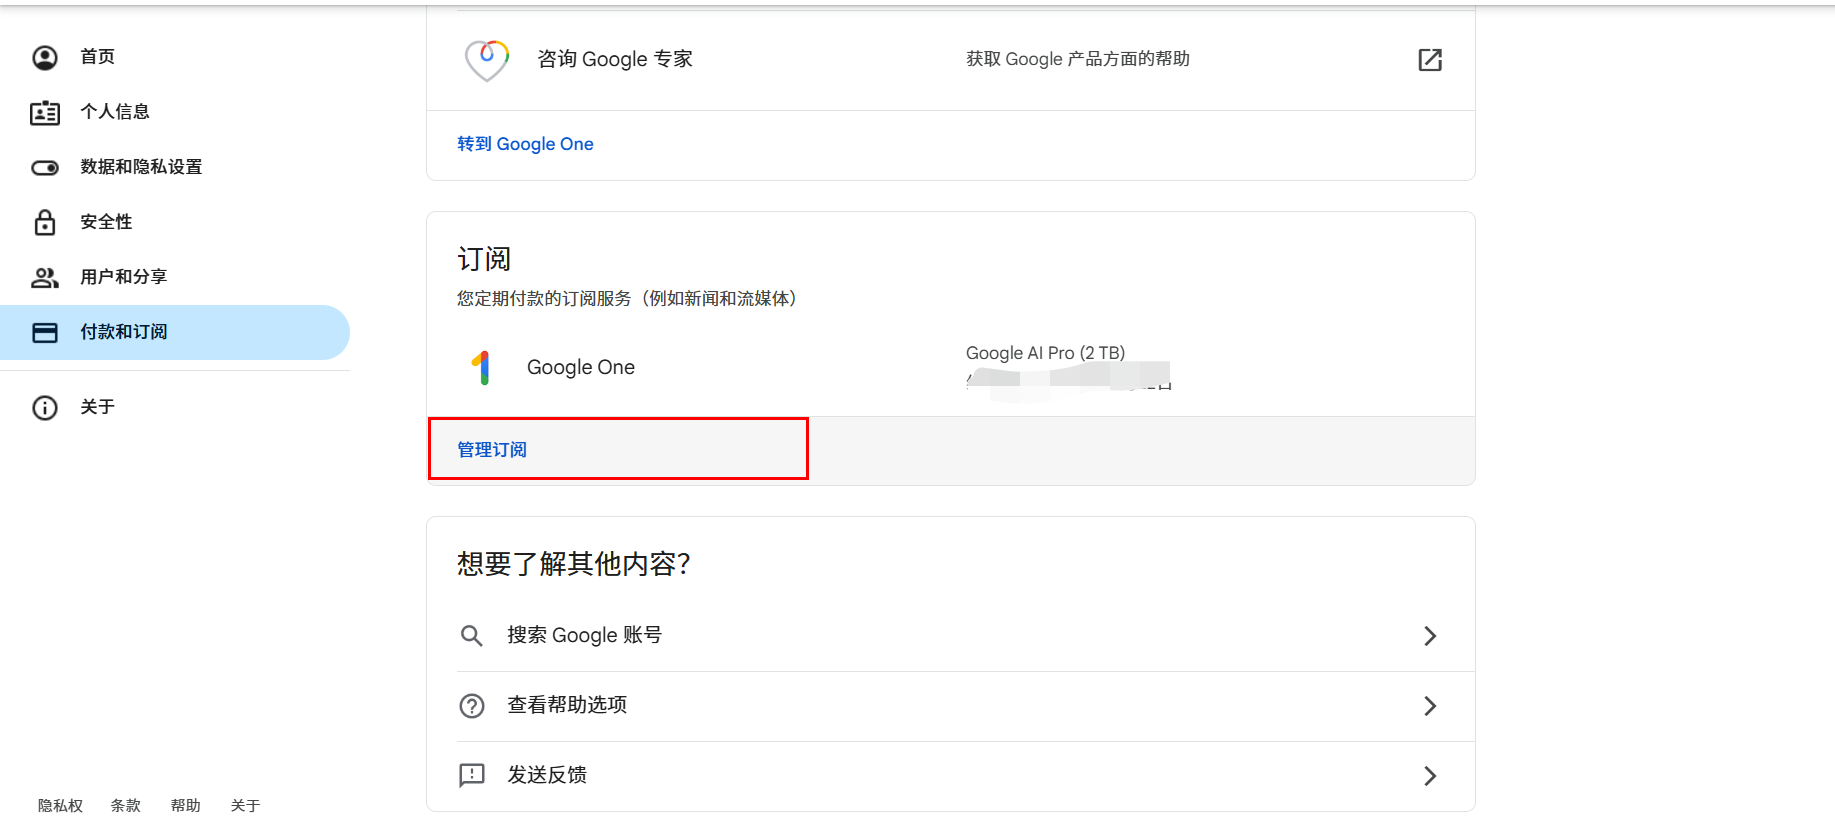 首页
个人信息
数据和隐私设置
安全性
用户和分享
付款和订阅
关于
咨询 Google 专家
获取 Google 产品方面的帮助
转到 Google One
订阅
您定期付款的订阅服务（例如新闻和流媒体）
Google One
Google AI Pro (2 TB)
管理订阅
想要了解其他内容？
搜索 Google 账号
查看帮助选项
发送反馈
隐私权 条款 帮助 关于